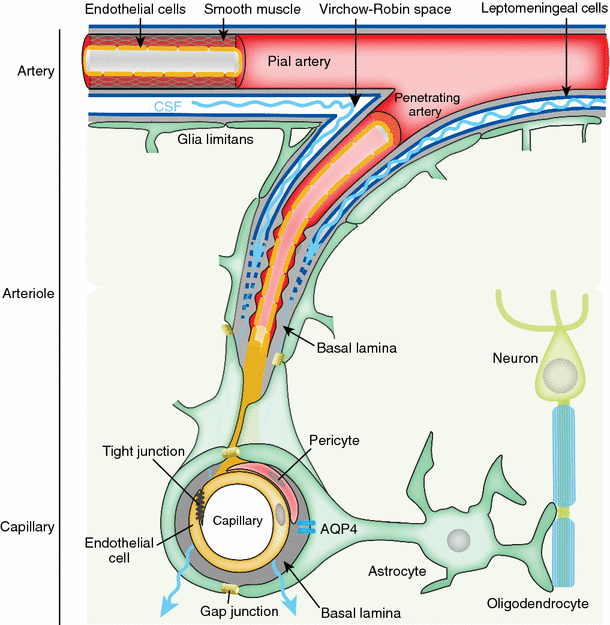 Endothelial cells
Smooth muscle
Virchow-Robin space
Leptomeningeal cells
Artery
Pial artery
CSF
Penetrating
artery
Glia limitans
Arteriole
Basal lamina
Neuron
Pericyte
Tight junction
Capillary
Capillary
AQP4
Endothelial
cell
Astrocyte
Oligodendrocyte
Gap junction
Basal lamina